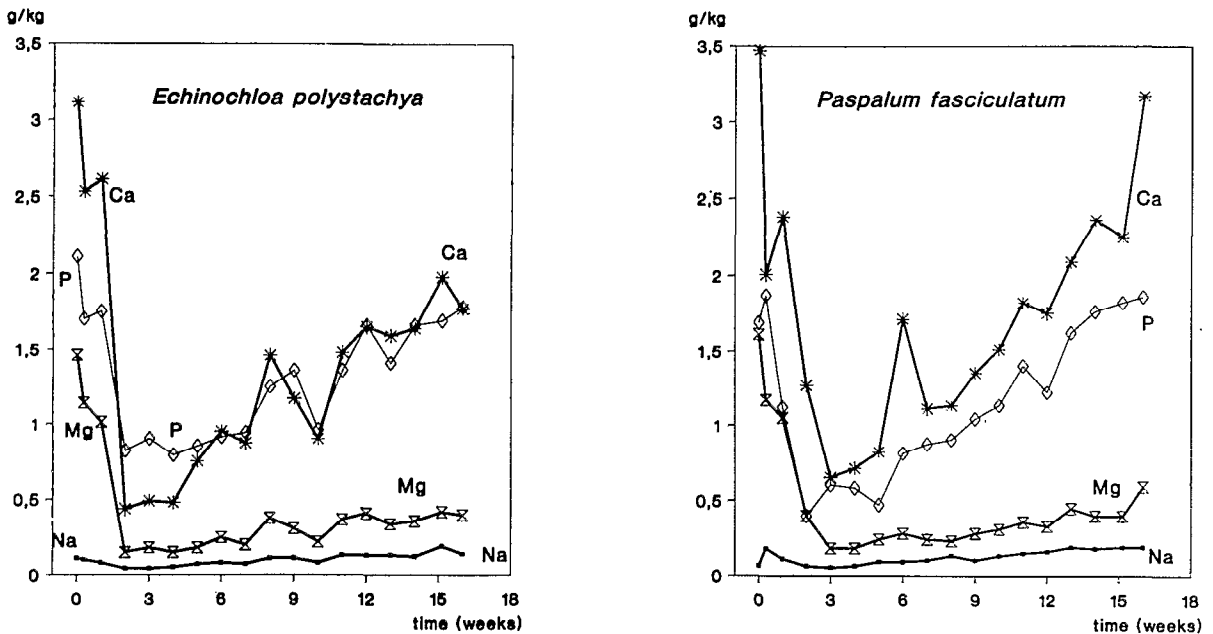 g/kg
3,5
3
2,5
2
1,5
1
0,5
0
Echinochloa polystachya
Ca
P
Mg
Na
P
Ca
Mg
Na
0 3 6 9 12 15 18
time (weeks)
g/kg
3,5
3
2,5
2
1,5
1
0,5
0
Paspalum fasciculatum
Ca
P
Mg
Na
0 3 6 9 12 15 18
time (weeks)